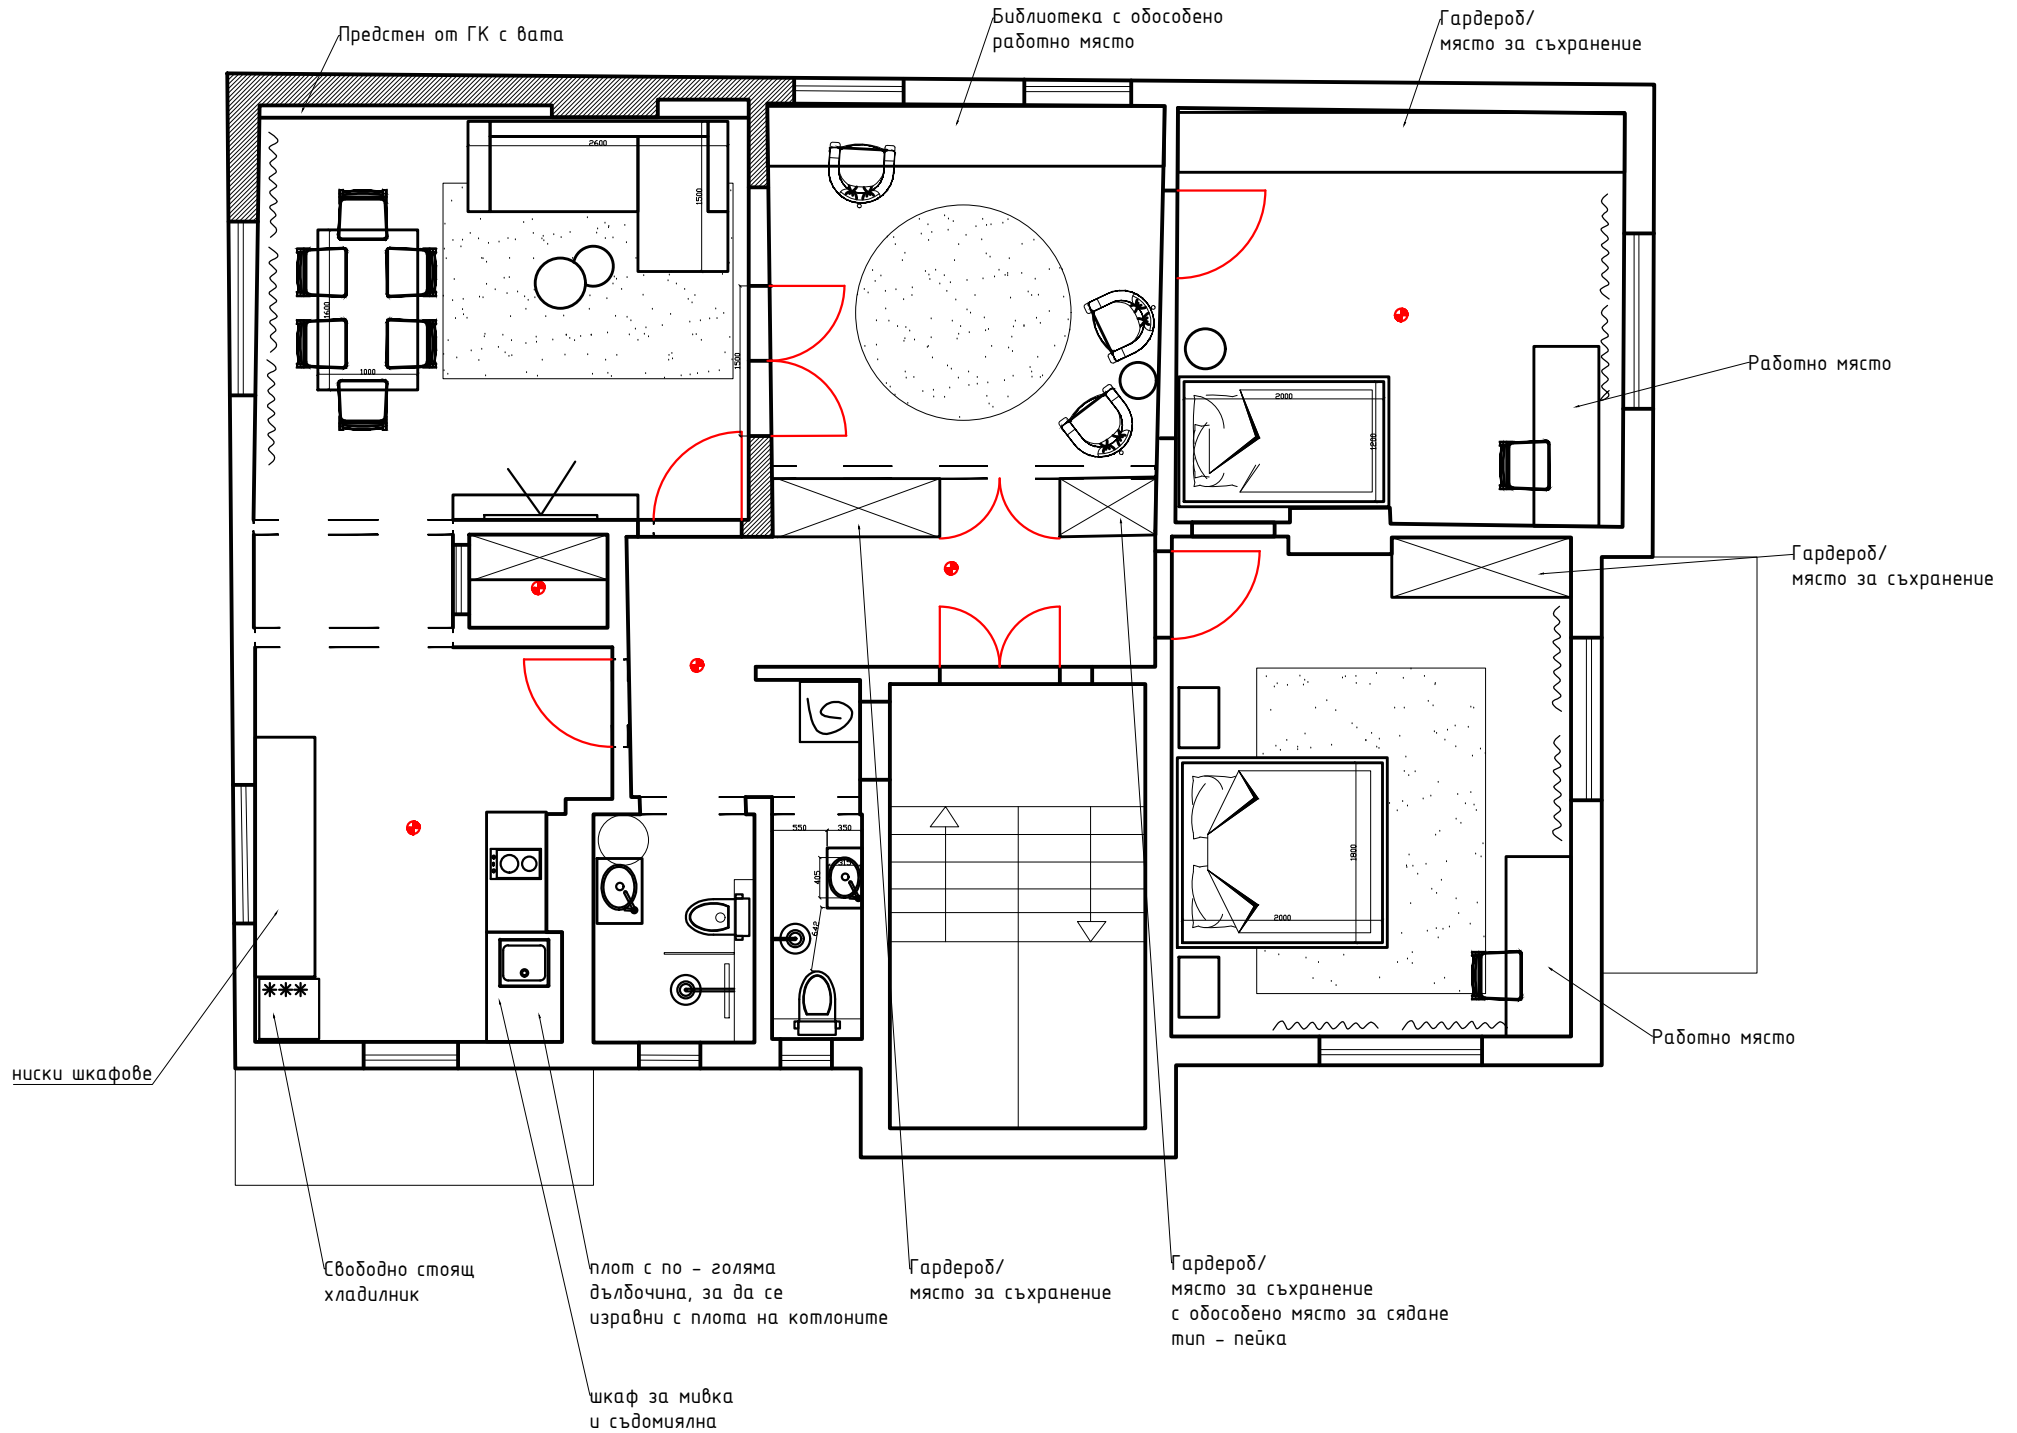 Предстен от ГК с вата
Библиотека с обособено
работно място
Гардероб/
място за съхранение
2600
1500
1600
1000
1500
2000
1200
Работно място
Гардероб/
място за съхранение
550
350
405
642
1800
2000
Работно място
ниски шкафове
Свободно стоящ
хладилник
плот с по - голяма
дълбочина, за да се
изравни с плота на котлоните
шкаф за мивка
и съдомиялна
Гардероб/
място за съхранение
Гардероб/
място за съхранение
с обособено място за сядане
тип - пейка